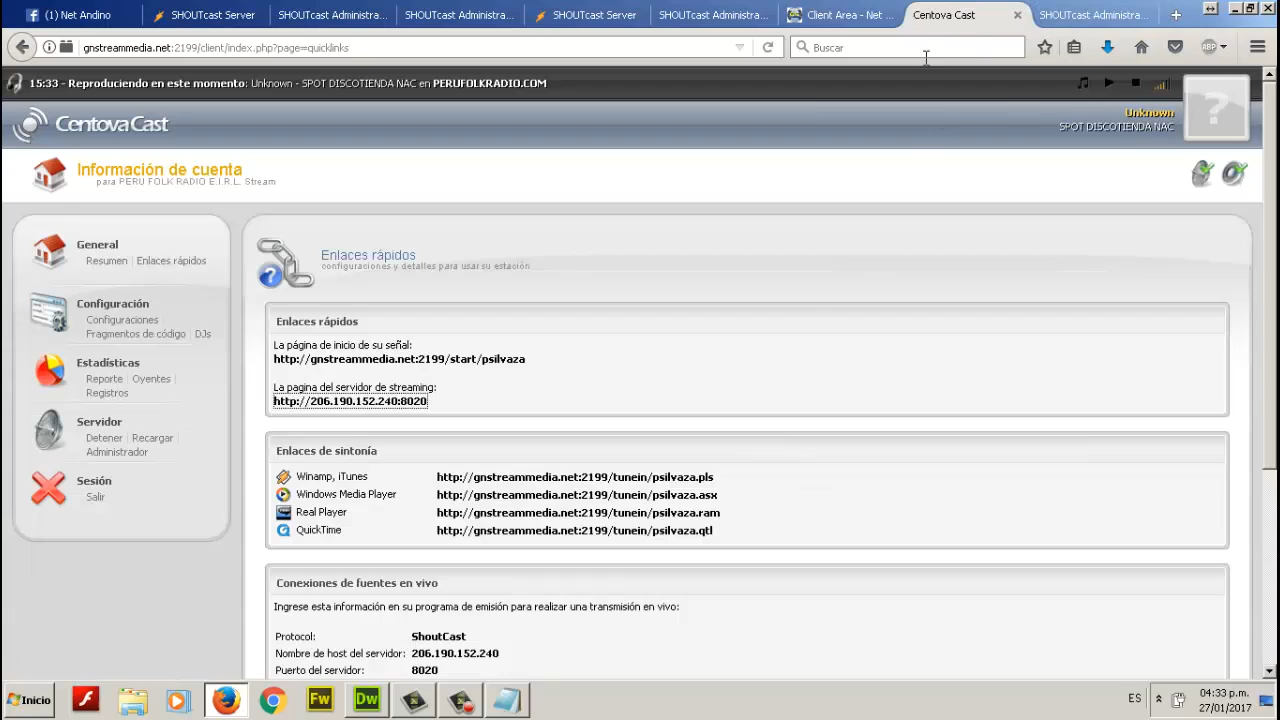 (1) Net Andino
SHOUTcast Server
SHOUTcast Administra...
SHOUTcast Administra...
SHOUTcast Server
SHOUTcast Administra...
Client Area - Net ...
Centova Cast
SHOUTcast Administra...
gnstreammedia.net:2199/client/index.php?page=quicklinks
Buscar
ABP
15:33 - Reproduciendo en este momento: Unknown - SPOT DISCOTIENDA NAC en PERUFOLKRADIO.COM
CentovaCast
Unknown
SPOT DISCOTIENDA NAC
Información de cuenta
para PERU FOLK RADIO E.I.R.L. Stream
General
Resumen | Enlaces rápidos
Configuración
Configuraciones
Fragmentos de código | DJs
Estadísticas
Reporte | Oyentes |
Registros
Servidor
Detener | Recargar |
Administrador
Sesión
Salir
Enlaces rápidos
configuraciones y detalles para usar su estación
Enlaces rápidos
La página de inicio de su señal:
http://gnstreammedia.net:2199/start/psilvaza
La pagina del servidor de streaming:
http://206.190.152.240:8020
Enlaces de sintonía
Winamp, iTunes http://gnstreammedia.net:2199/tunein/psilvaza.pls
Windows Media Player http://gnstreammedia.net:2199/tunein/psilvaza.asx
Real Player http://gnstreammedia.net:2199/tunein/psilvaza.ram
QuickTime http://gnstreammedia.net:2199/tunein/psilvaza.qtl
Conexiones de fuentes en vivo
Ingrese esta información en su programa de emisión para realizar una transmisión en vivo:
Protocol: ShoutCast
Nombre de host del servidor: 206.190.152.240
Puerto del servidor: 8020
Inicio
Fw
Dw
ES
04:33 p.m.
27/01/2017